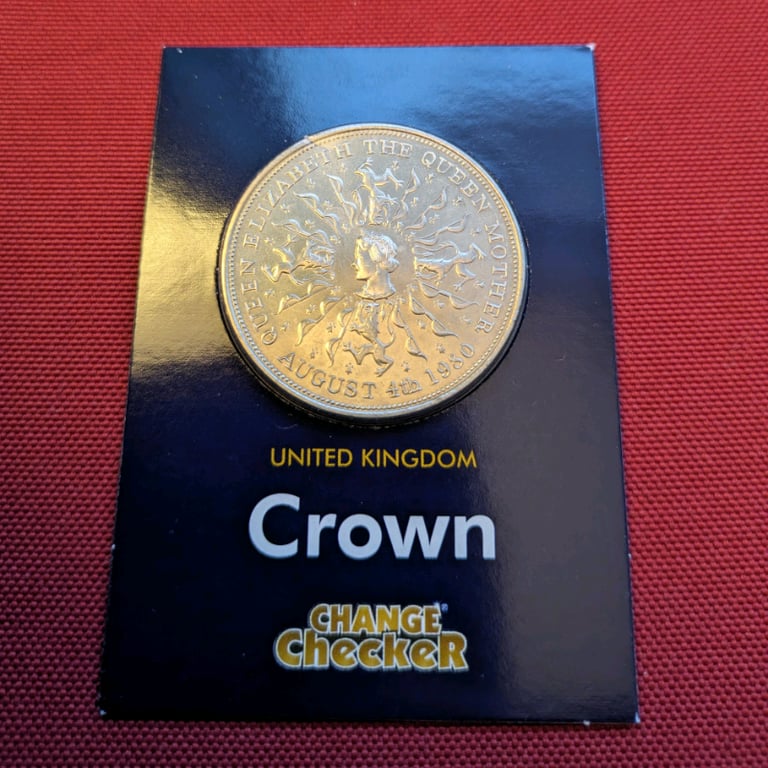 QUEEN ELIZABETH THE QUEEN MOTHER
AUGUST 4th 1980
UNITED KINGDOM
Crown
CHANGE®
CheckeR